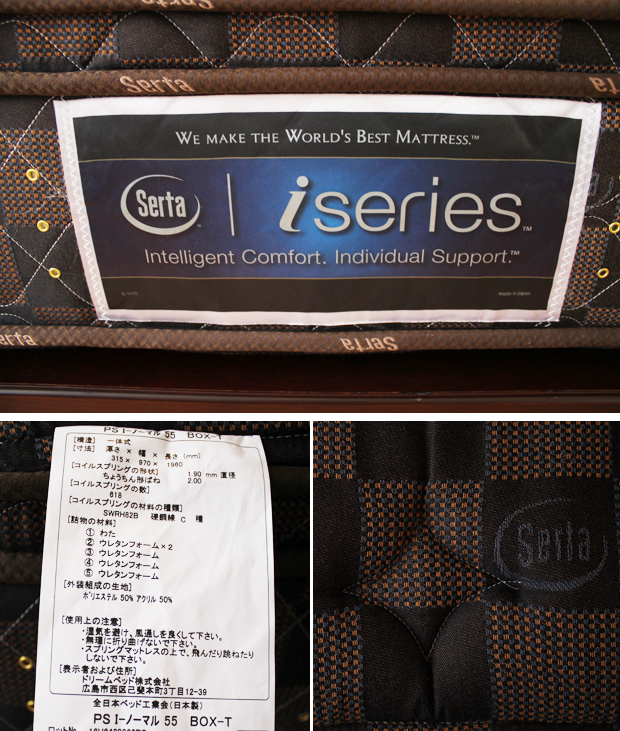 Serta
WE MAKE THE WORLD'S BEST MATTRESS.™
Serta | iseries™
Intelligent Comfort. Individual Support.™
made in Japan
Serta
PS I-ノーマル 55 BOX-T
[構造] 一体式
[寸法] 厚さ × 幅 × 長さ (mm)
315 × 970 × 1960
[コイルスプリングの形状] 1.90 mm 直径
ちょうちん形ばね 2.00
[コイルスプリングの数]
618
[コイルスプリングの材料の種類]
SWRH82B 硬鋼線 C 種
[詰物の材料]
① わた
② ウレタンフォーム×2
③ ウレタンフォーム
④ ウレタンフォーム
⑤ ウレタンフォーム
[外装組成の生地]
ポリエステル 50% アクリル 50%
[使用上の注意]
・湿気を避け、風通しを良くして下さい。
・無理に折り曲げないで下さい。
・スプリングマットレスの上で、飛んだり跳ねたり
しないで下さい。
[表示者および住所]
ドリームベッド株式会社
広島市西区己斐本町3丁目12-39
全日本ベッド工業会(日本製)
PS I-ノーマル 55 BOX-T
ロットNo.
Serta